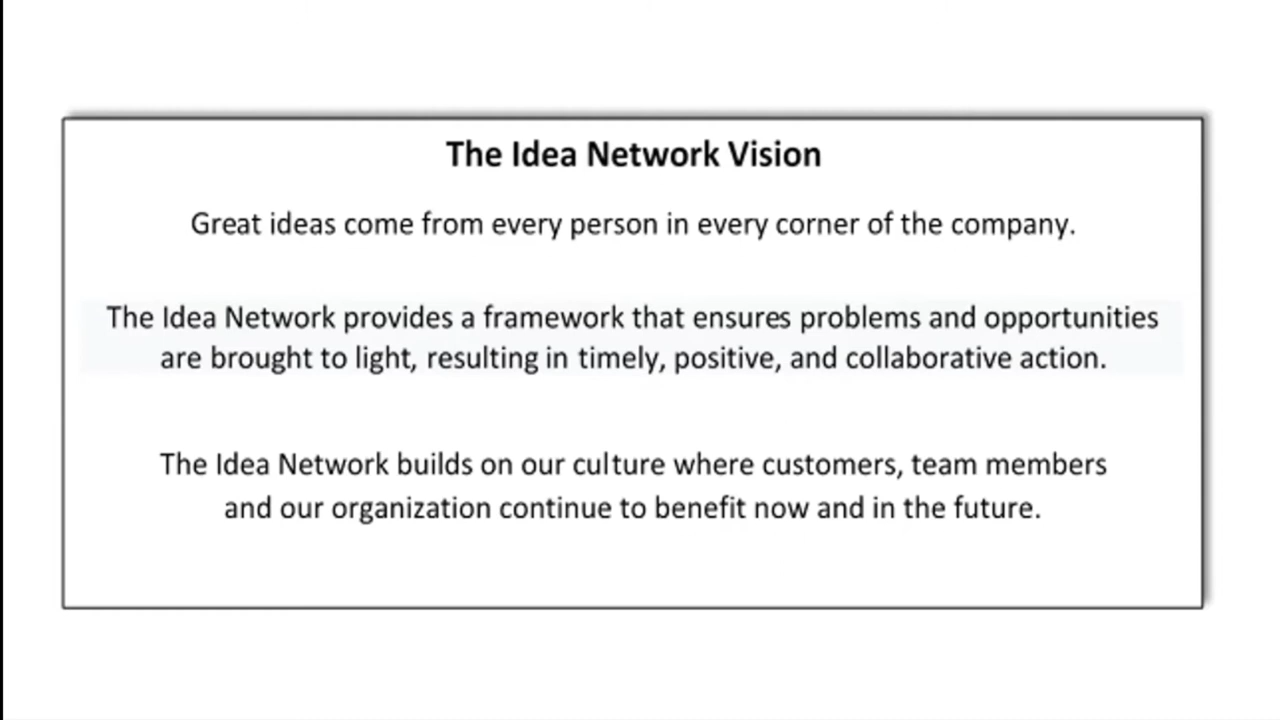 The Idea Network Vision
Great ideas come from every person in every corner of the company.
The Idea Network provides a framework that ensures problems and opportunities
are brought to light, resulting in timely, positive, and collaborative action.
The Idea Network builds on our culture where customers, team members
and our organization continue to benefit now and in the future.